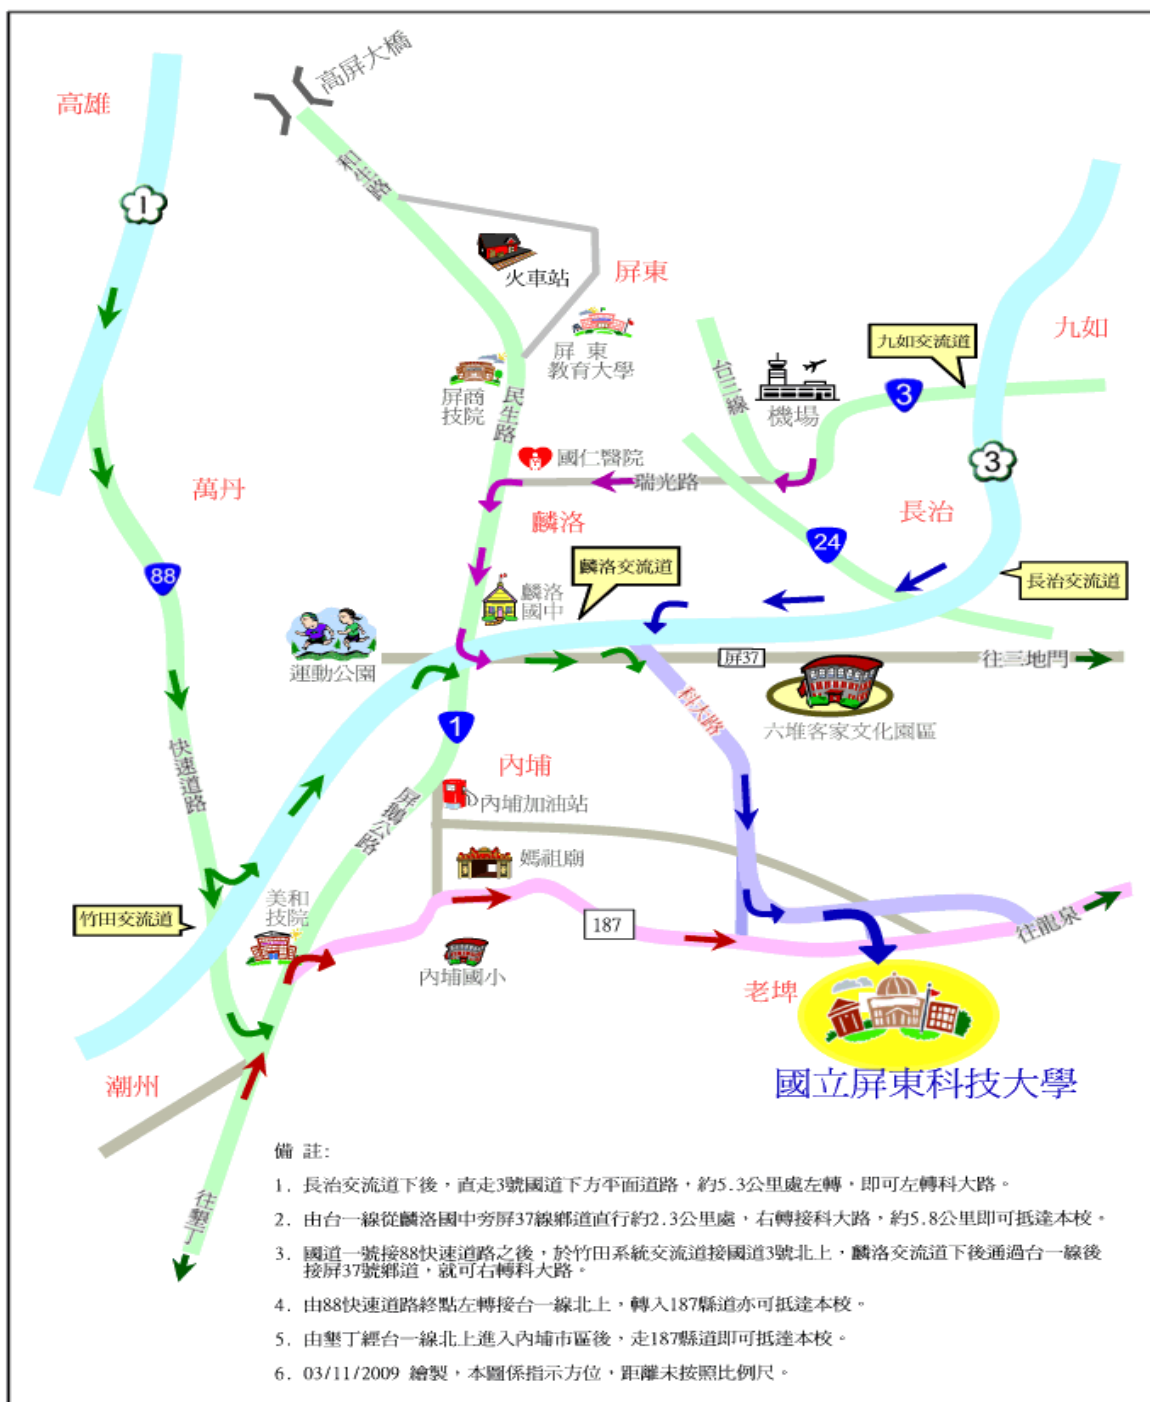 高屏大橋
高雄
1
和生路
火車站
屏東
屏東
教育大學
九如
九如交流道
台三線
機場
3
屏商
技院
民生路
國仁醫院
瑞光路
3
萬丹
麟洛
長治
24
88
麟洛交流道
長治交流道
麟洛
國中
運動公園
屏37
往三地門
科大路
六堆客家文化園區
1
快速道路
內埔
屏鵝公路
內埔加油站
媽祖廟
美和
技院
竹田交流道
187
往龍泉
內埔國小
老埤
潮州
國立屏東科技大學
往墾丁
備 註:
1. 長治交流道下後，直走3號國道下方平面道路，約5.3公里處左轉，即可左轉科大路。
2. 由台一線從麟洛國中旁屏37線鄉道直行約2.3公里處，右轉接科大路，約5.8公里即可抵達本校。
3. 國道一號接88快速道路之後，於竹田系統交流道接國道3號北上，麟洛交流道下後通過台一線後
接屏37號鄉道，就可右轉科大路。
4. 由88快速道路終點左轉接台一線北上，轉入187縣道亦可抵達本校。
5. 由墾丁經台一線北上進入內埔市區後，走187縣道即可抵達本校。
6. 03/11/2009 繪製，本圖係指示方位，距離未按照比例尺。